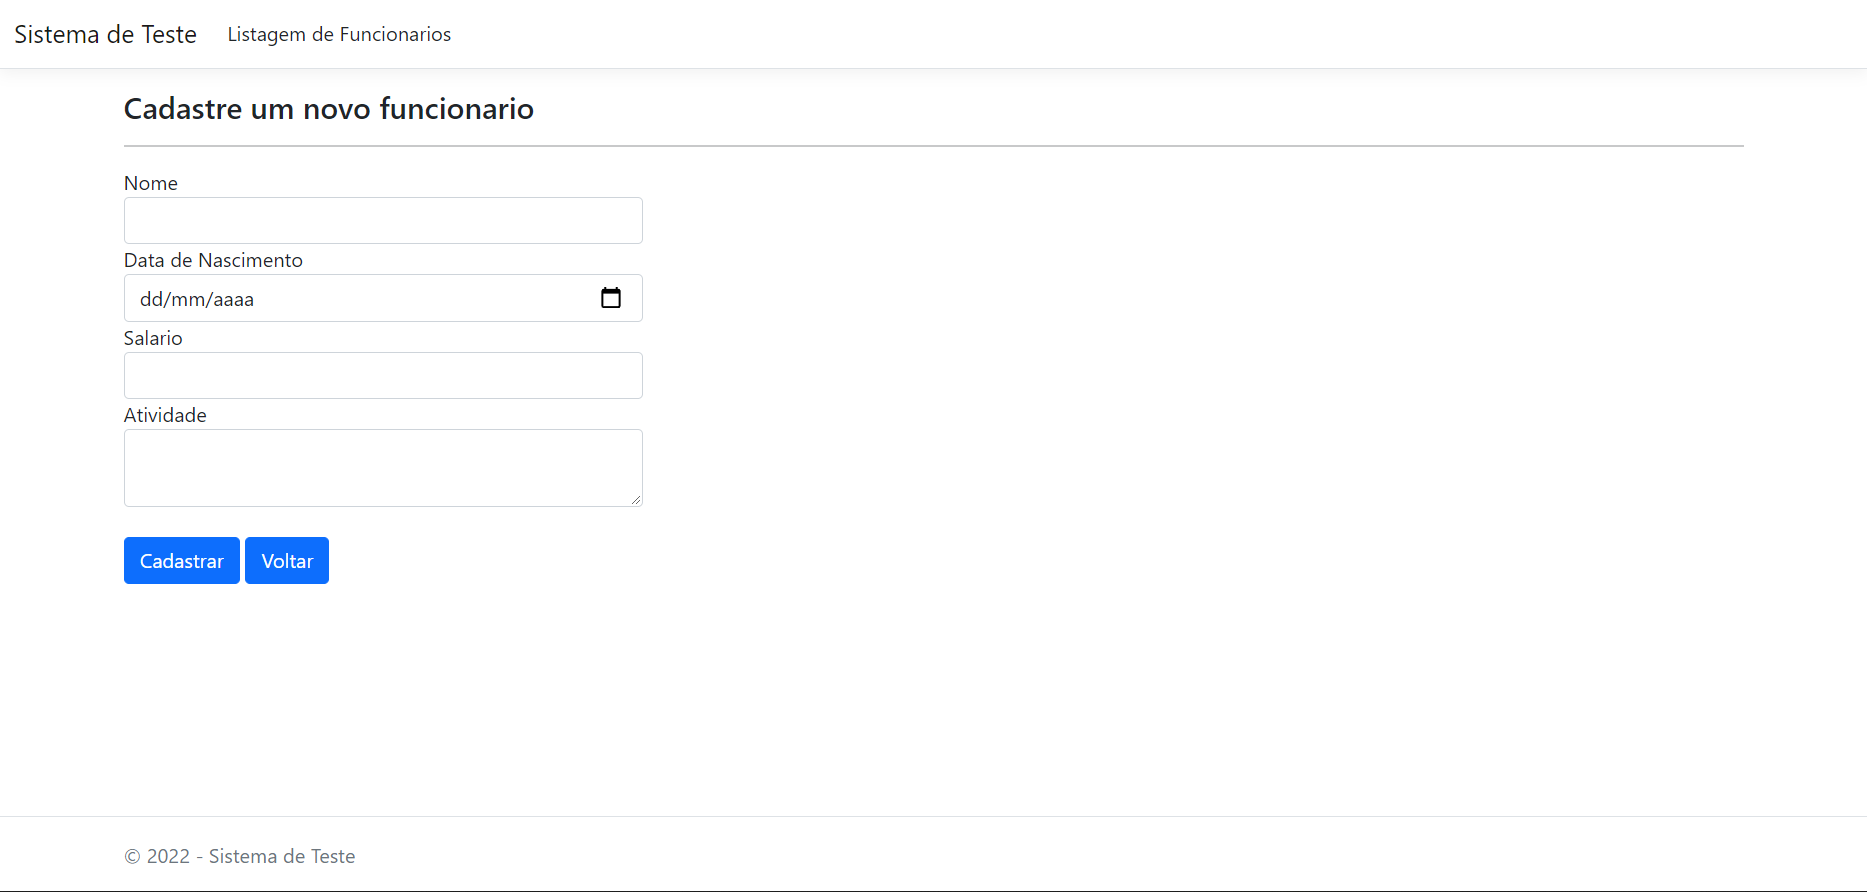 Sistema de Teste Listagem de Funcionarios
Cadastre um novo funcionario
Nome
Data de Nascimento
dd/mm/aaaa
Salario
Atividade
Cadastrar Voltar
© 2022 - Sistema de Teste